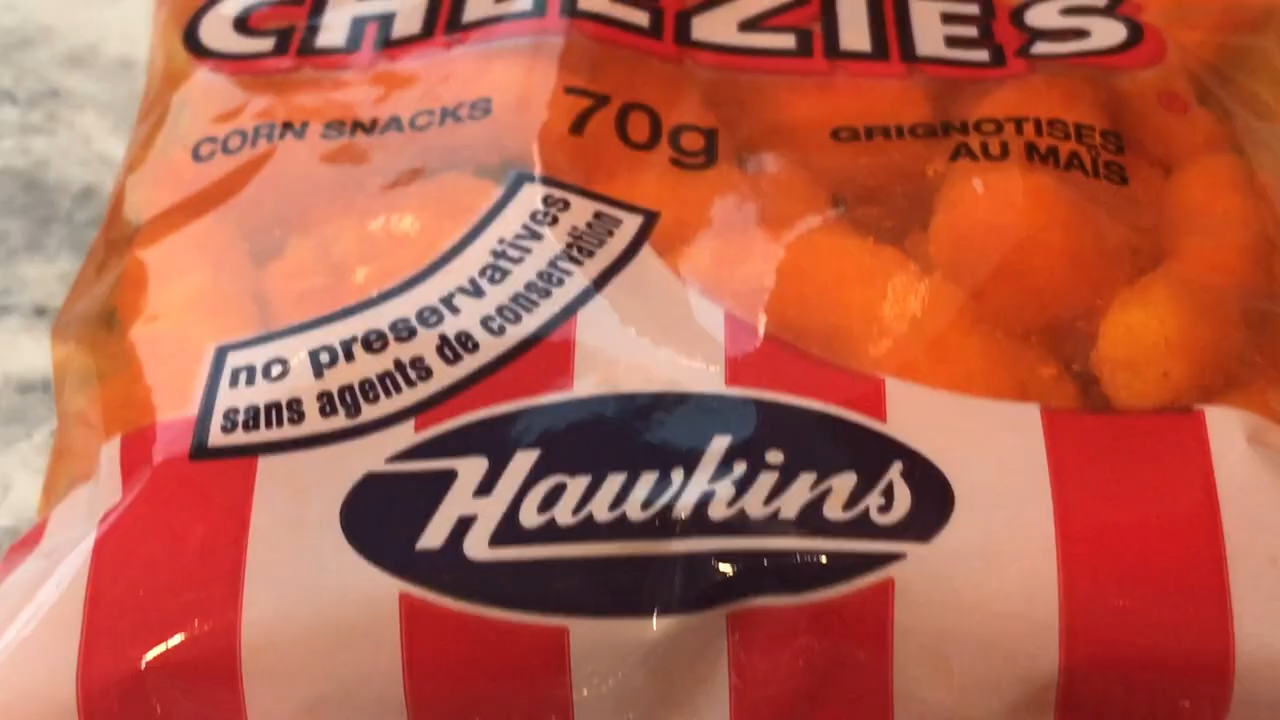 CHEEZIES
CORN SNACKS
70g
GRIGNOTISES
AU MAÏS
no preservatives
sans agents de conservation
Hawkins